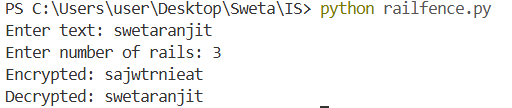 PS C:\Users\user\Desktop\Sweta\IS> python railfence.py
Enter text: swetaranjit
Enter number of rails: 3
Encrypted: sajwtrnieat
Decrypted: swetaranjit